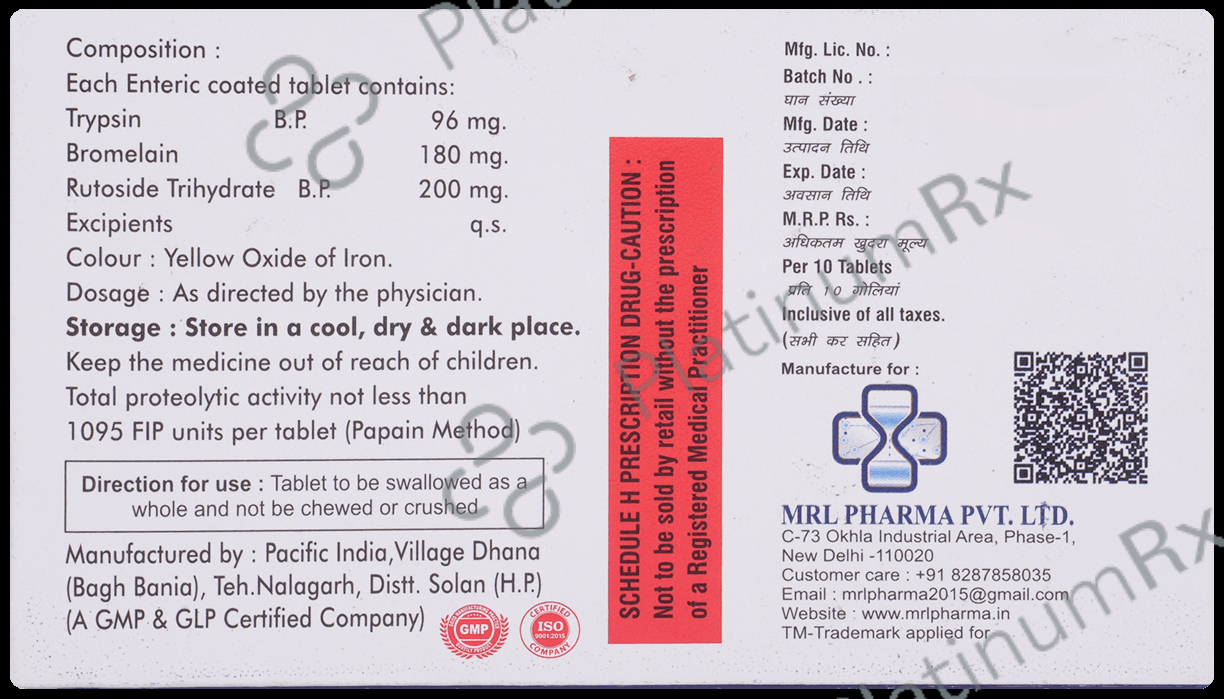 Composition :
Each Enteric coated tablet contains:
Trypsin B.P. 96 mg.
Bromelain 180 mg.
Rutoside Trihydrate B.P. 200 mg.
Excipients q.s.
Colour : Yellow Oxide of Iron.
Dosage : As directed by the physician.
Storage : Store in a cool, dry & dark place.
Keep the medicine out of reach of children.
Total proteolytic activity not less than
1095 FIP units per tablet (Papain Method)
Direction for use : Tablet to be swallowed as a
whole and not be chewed or crushed
Manufactured by : Pacific India,Village Dhana
(Bagh Bania), Teh.Nalagarh, Distt. Solan (H.P.)
(A GMP & GLP Certified Company)
GMP
CERTIFIED
ISO
9001:2015
COMPANY
SCHEDULE H PRESCRIPTION DRUG-CAUTION :
Not to be sold by retail without the prescription
of a Registered Medical Practitioner
Mfg. Lic. No. :
Batch No . :
घान संख्या
Mfg. Date :
उत्पादन तिथि
Exp. Date :
अवसान तिथि
M.R.P. Rs. :
अधिकतम खुदरा मूल्य
Per 10 Tablets
प्रति 10 गोलियां
Inclusive of all taxes.
(सभी कर सहित)
Manufacture for :
MRL PHARMA PVT. LTD.
C-73 Okhla Industrial Area, Phase-1,
New Delhi -110020
Customer care : +91 8287858035
Email : mrlpharma2015@gmail.com
Website : www.mrlpharma.in
TM-Trademark applied for
PlatinumRx
PlatinumRx